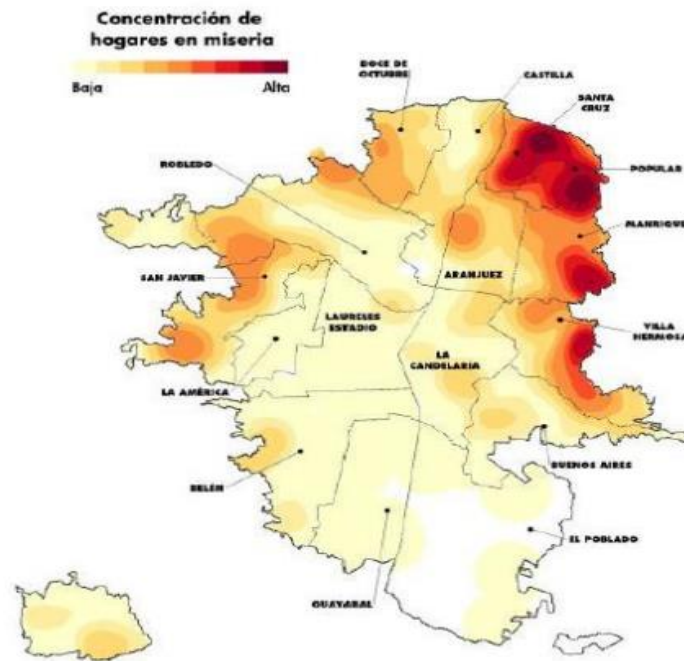 Concentración de
hogares en miseria
Baja
Alta
DOCE DE
OCTUBRE
CASTILLA
SANTA
CRUZ
ROBLEDO
POPULAR
MANRIQUE
SAN JAVIER
ARANJUEZ
LAURELES
ESTADIO
VILLA
HERMOSA
LA
CANDELARIA
LA AMÉRICA
BUENOS AIRES
BELÉN
EL POBLADO
GUAYABAL